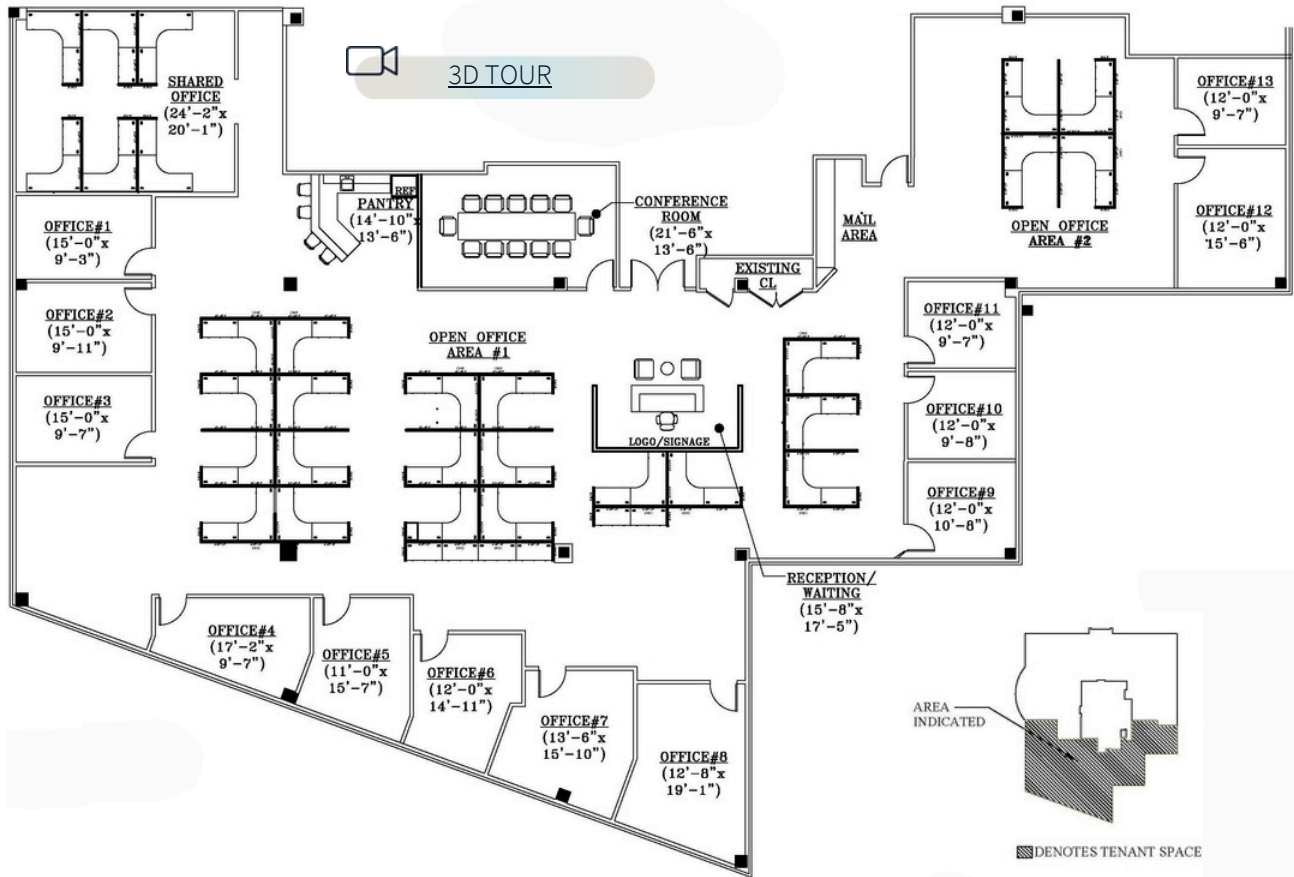 3D TOUR
SHARED
OFFICE
(24'-2"x
20'-1")
OFFICE#13
(12'-0"x
9'-7")
REF
PANTRY
(14'-10"
13'-6")
CONFERENCE
ROOM
(21'-6"x
13'-6")
MAIL
AREA
OPEN OFFICE
AREA #2
OFFICE#12
(12'-0"x
15'-6")
OFFICE#1
(15'-0"x
9'-3")
EXISTING
CL
OFFICE#2
(15'-0"x
9'-11")
OPEN OFFICE
AREA #1
OFFICE#11
(12'-0"x
9'-7")
OFFICE#3
(15'-0"x
9'-7")
OFFICE#10
(12'-0"x
9'-8")
LOGO/SIGNAGE
OFFICE#9
(12'-0"x
10'-8")
RECEPTION/
WAITING
(15'-8"x
17'-5")
OFFICE#4
(17'-2"x
9'-7")
OFFICE#5
(11'-0"x
15'-7")
OFFICE#6
(12'-0"x
14'-11")
OFFICE#7
(13'-6"x
15'-10")
OFFICE#8
(12'-8"x
19'-1")
AREA
INDICATED
DENOTES TENANT SPACE